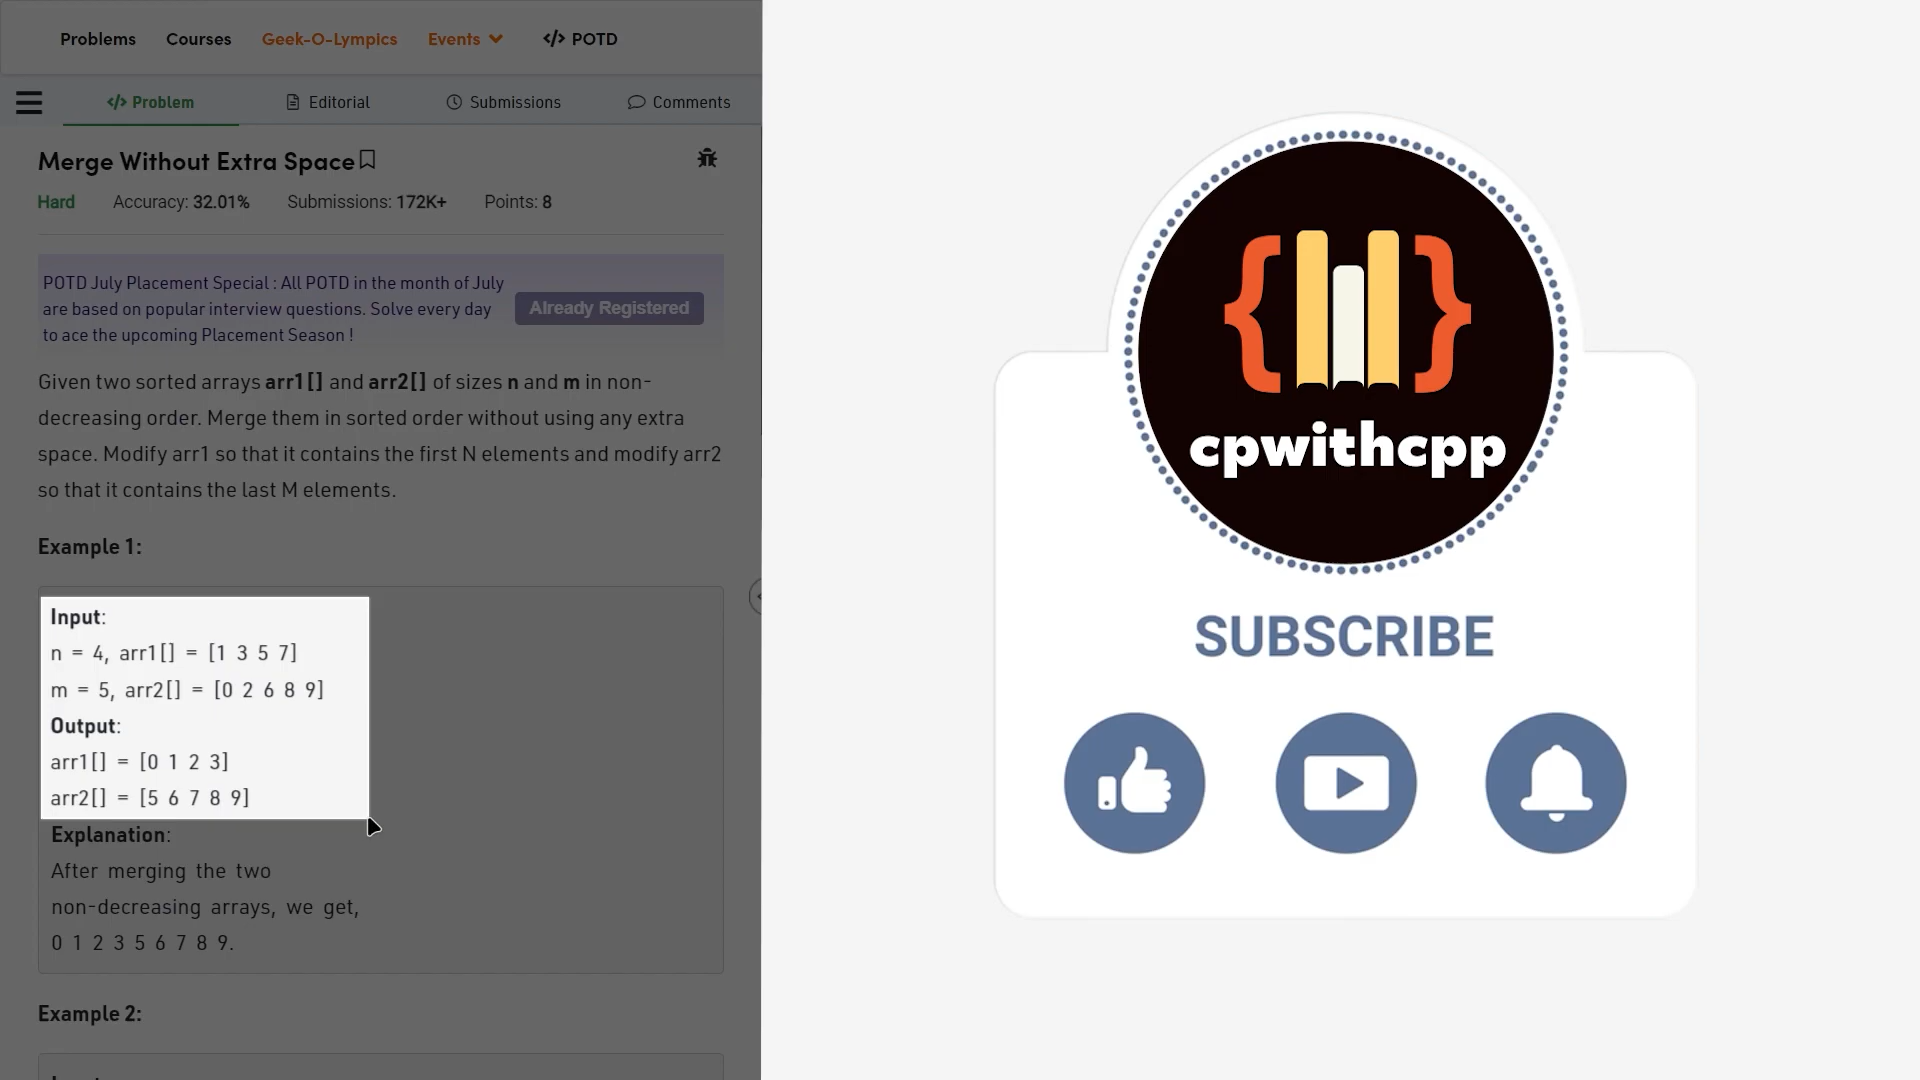 Problems Courses Geek-O-Lympics Events </> POTD
</> Problem Editorial Submissions Comments
Merge Without Extra Space
Hard Accuracy: 32.01% Submissions: 172K+ Points: 8
POTD July Placement Special : All POTD in the month of July
are based on popular interview questions. Solve every day
to ace the upcoming Placement Season !
Already Registered
Given two sorted arrays arr1[] and arr2[] of sizes n and m in non-
decreasing order. Merge them in sorted order without using any extra
space. Modify arr1 so that it contains the first N elements and modify arr2
so that it contains the last M elements.
Example 1:
Input:
n = 4, arr1[] = [1 3 5 7]
m = 5, arr2[] = [0 2 6 8 9]
Output:
arr1[] = [0 1 2 3]
arr2[] = [5 6 7 8 9]
Explanation:
After merging the two
non-decreasing arrays, we get,
0 1 2 3 5 6 7 8 9.
Example 2:
cpwithcpp
SUBSCRIBE